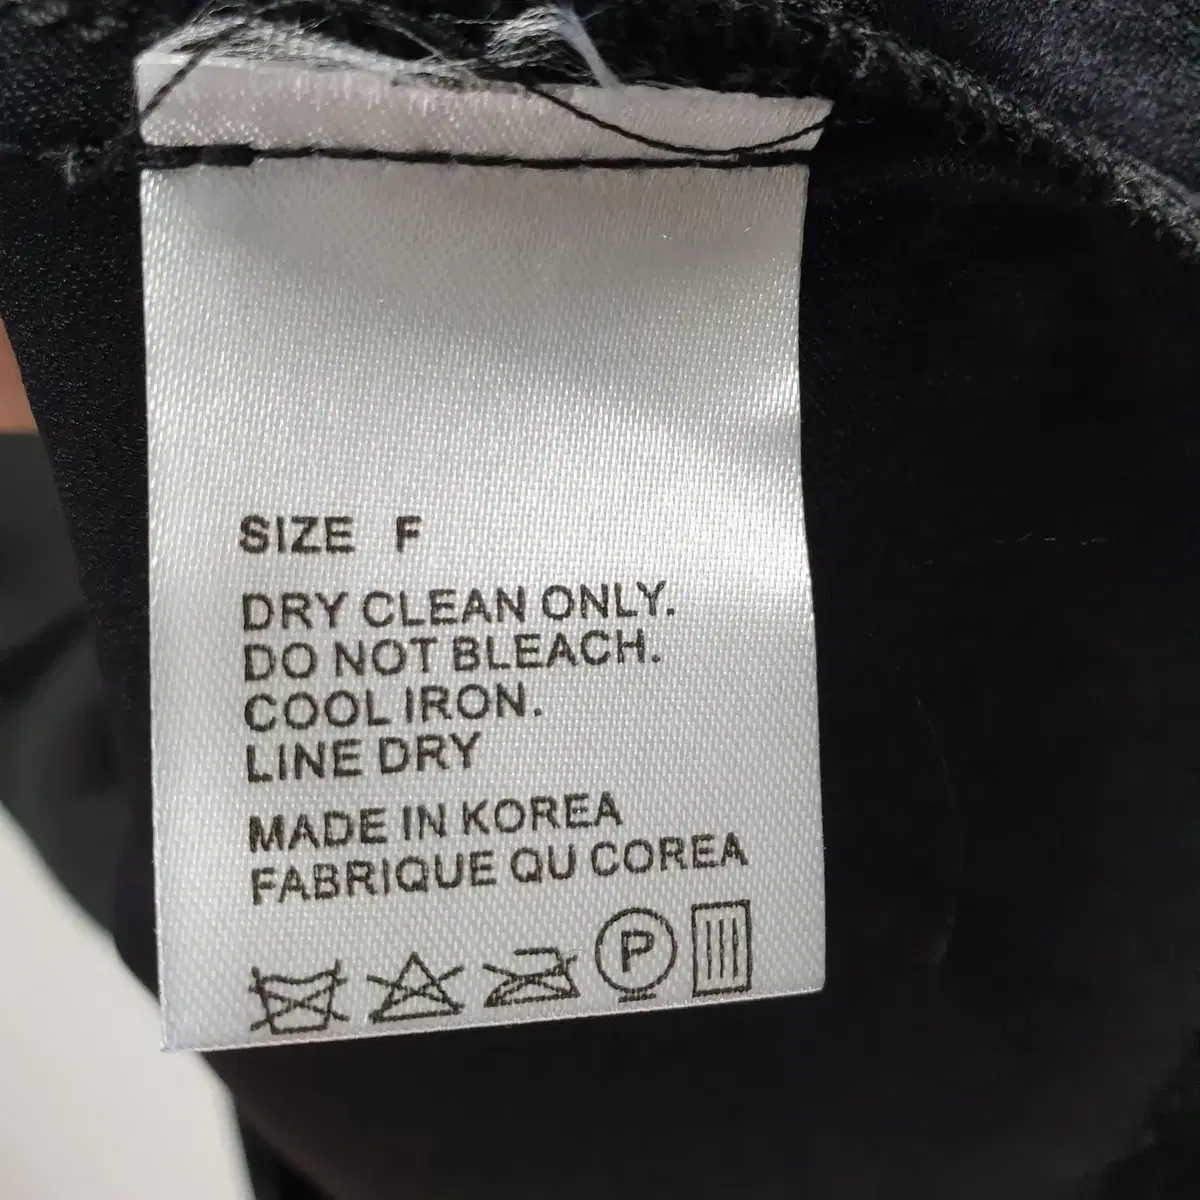 SIZE F
DRY CLEAN ONLY.
DO NOT BLEACH.
COOL IRON.
LINE DRY
MADE IN KOREA
FABRIQUE QU COREA
P